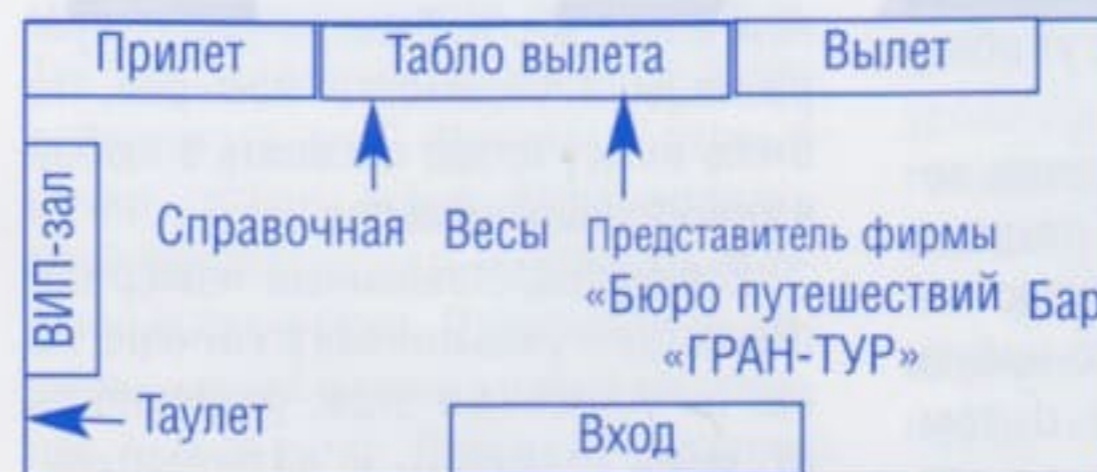 Прилет
Табло вылета
Вылет
ВИП-зал
Справочная
Весы
Представитель фирмы
«Бюро путешествий
«ГРАН-ТУР»
Бар
Таулет
Вход